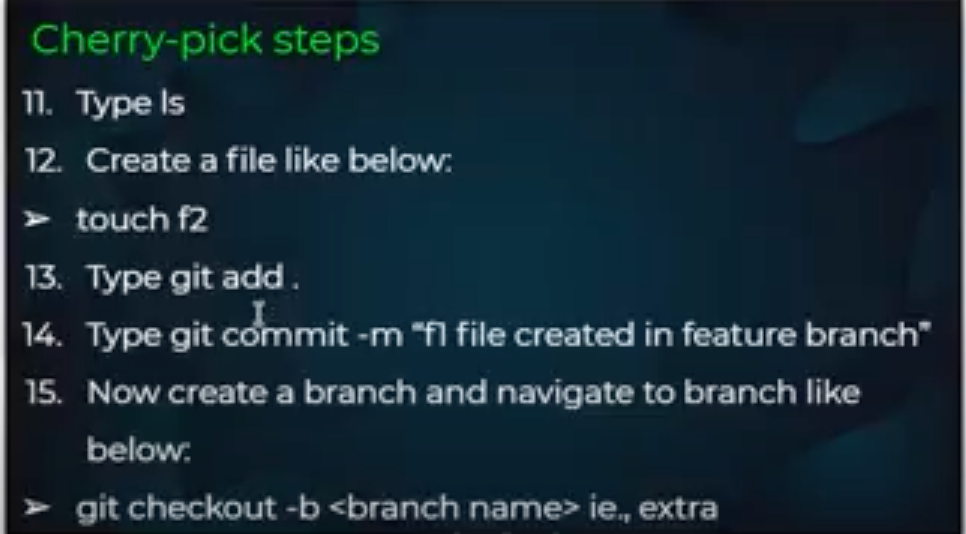 Cherry-pick steps
11. Type ls
12. Create a file like below:
➢ touch f2
13. Type git add .
14. Type git commit -m "f1 file created in feature branch"
15. Now create a branch and navigate to branch like
below:
➢ git checkout -b <branch name> ie., extra